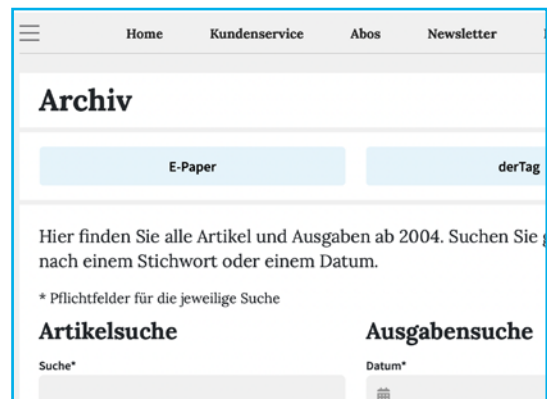 Home Kundenservice Abos Newsletter
Archiv
E-Paper derTag
Hier finden Sie alle Artikel und Ausgaben ab 2004. Suchen Sie
nach einem Stichwort oder einem Datum.
* Pflichtfelder für die jeweilige Suche
Artikelsuche Ausgabensuche
Suche* Datum*